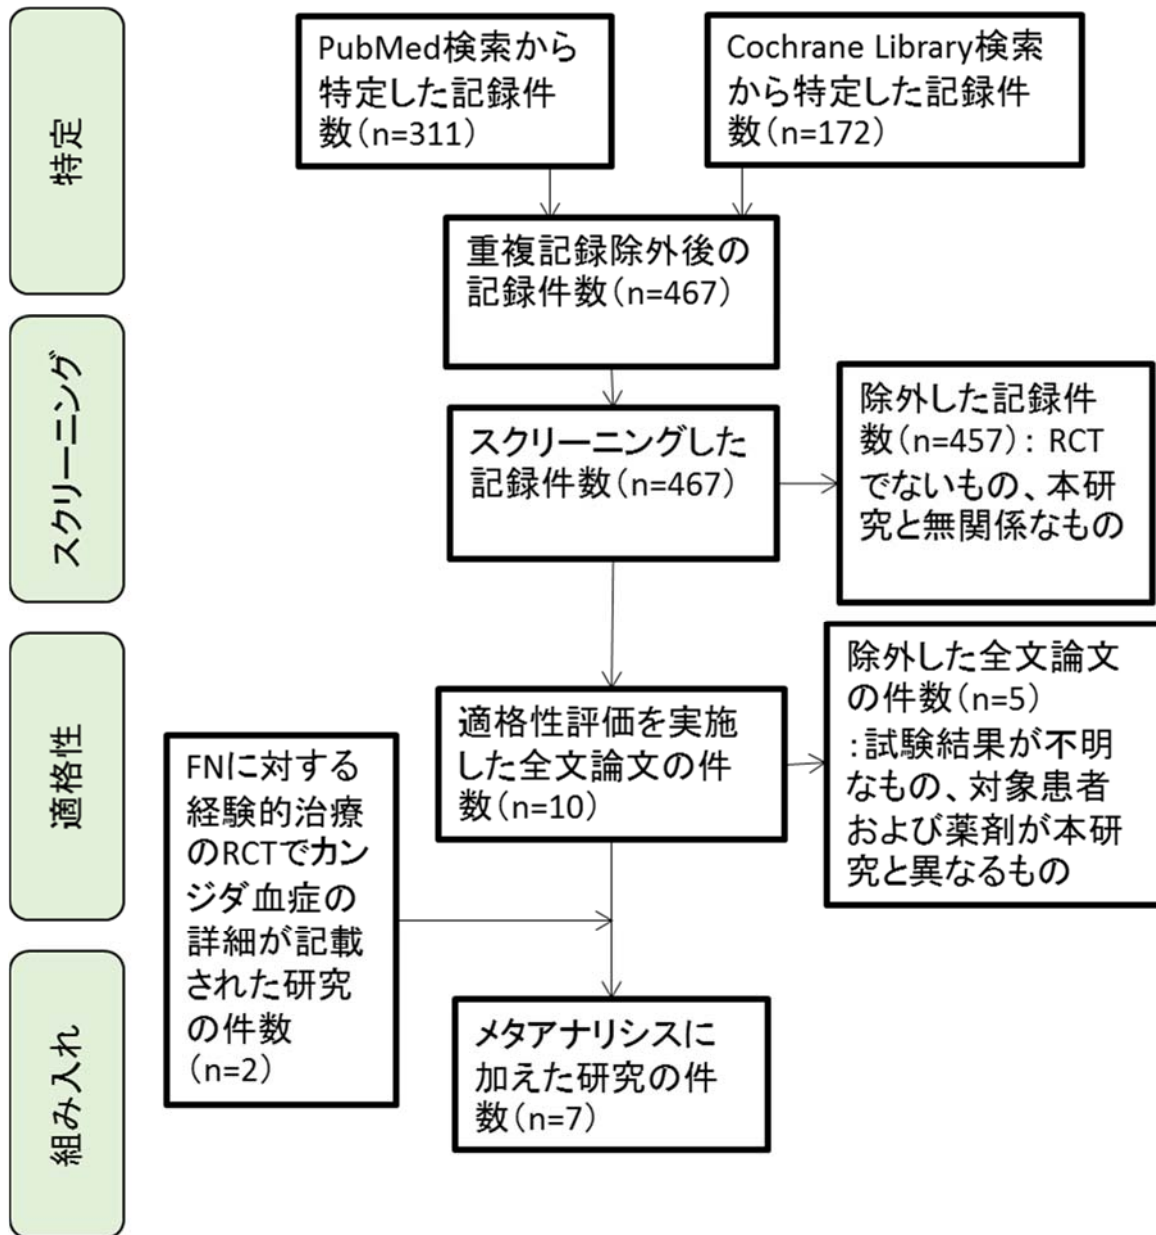 特定
PubMed検索から
特定した記録件
数(n=311)
Cochrane Library検索
から特定した記録件
数(n=172)
重複記録除外後の
記録件数(n=467)
スクリーニング
スクリーニングした
記録件数(n=467)
除外した記録件
数(n=457): RCT
でないもの、本研
究と無関係なもの
適格性
適格性評価を実施
した全文論文の件
数(n=10)
除外した全文論文
の件数(n=5)
:試験結果が不明
なもの、対象患者
および薬剤が本研
究と異なるもの
FNに対する
経験的治療
のRCTでカン
ジダ血症の
詳細が記載
された研究
の件数
(n=2)
組み入れ
メタアナリシスに
加えた研究の件
数(n=7)